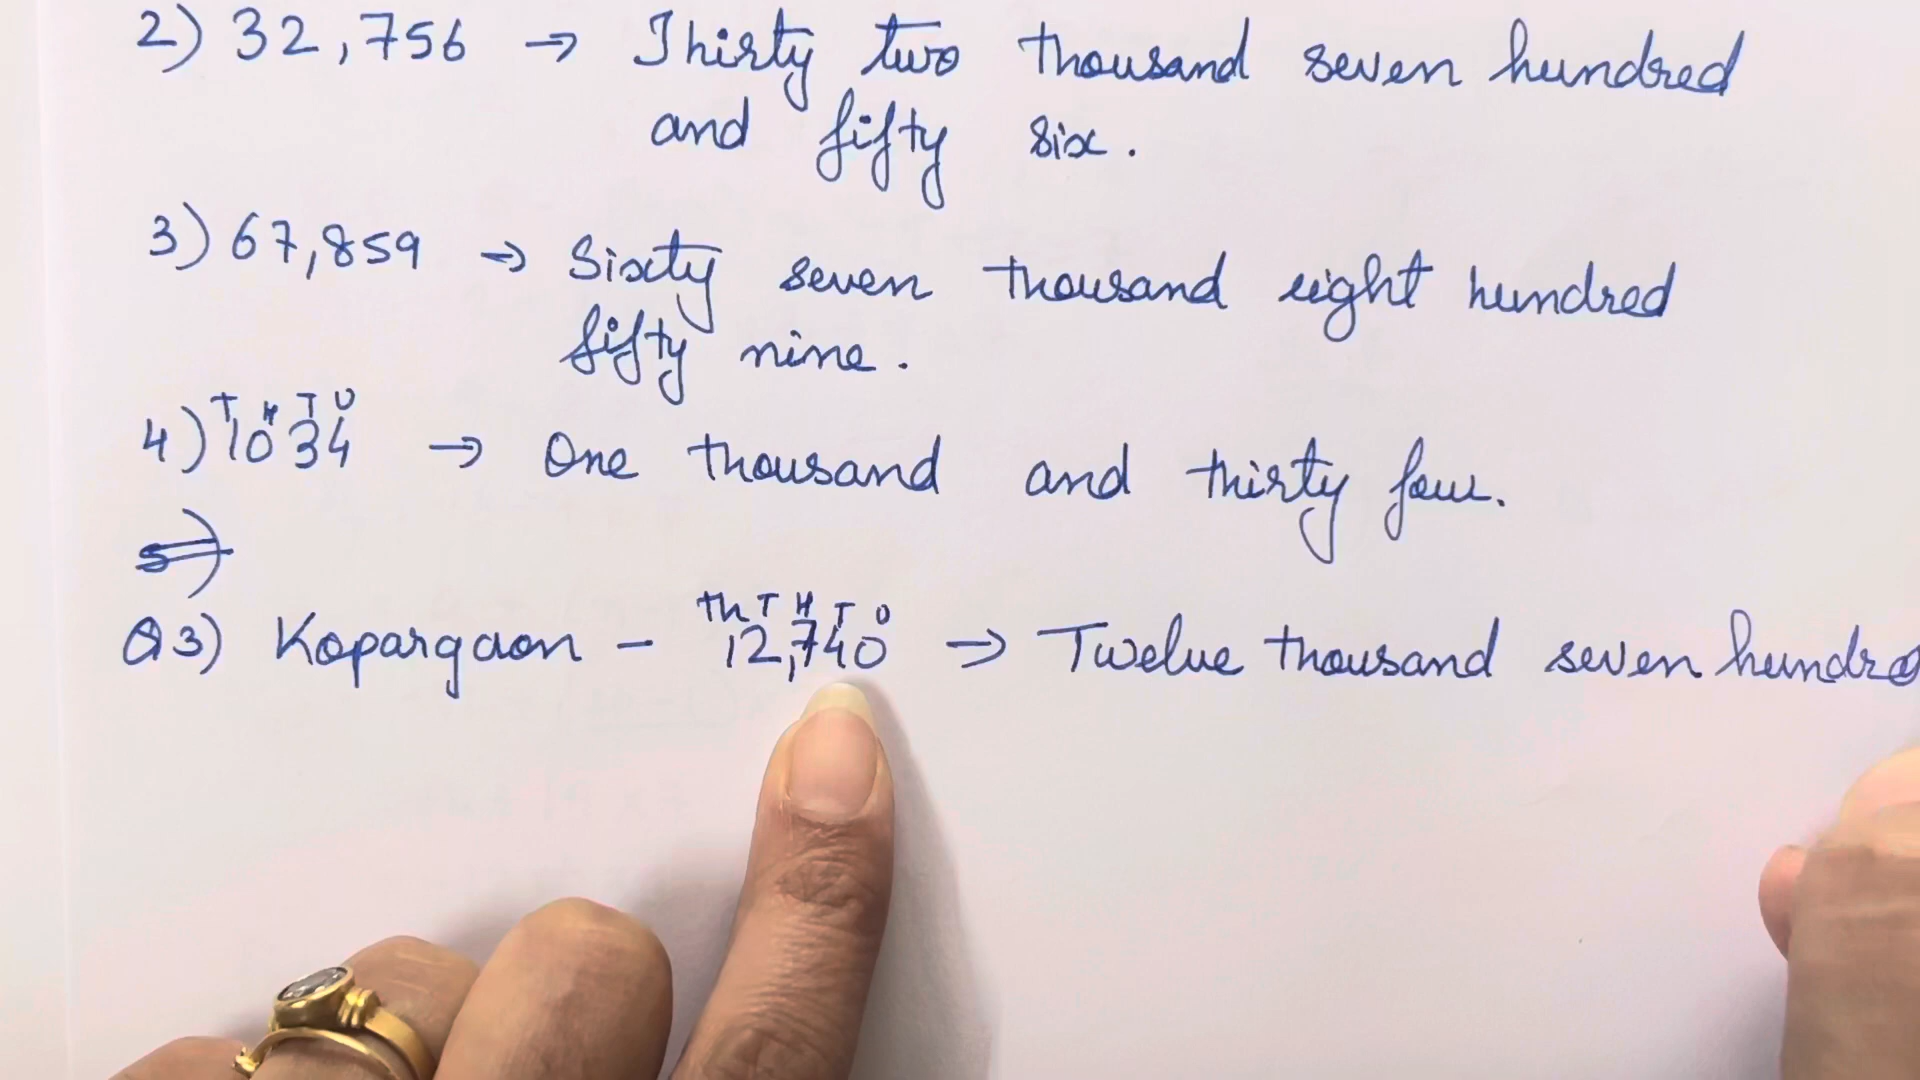 2) 32,756 → Thirty two thousand seven hundred
and fifty six.
3) 67,859 → Sixty seven thousand eight hundred
fifty nine.
T H T U
4) 1034 → One thousand and thirty four.
5)
Th T H T O
Q3) Kopargaon - 12,740 → Twelve thousand seven hundred